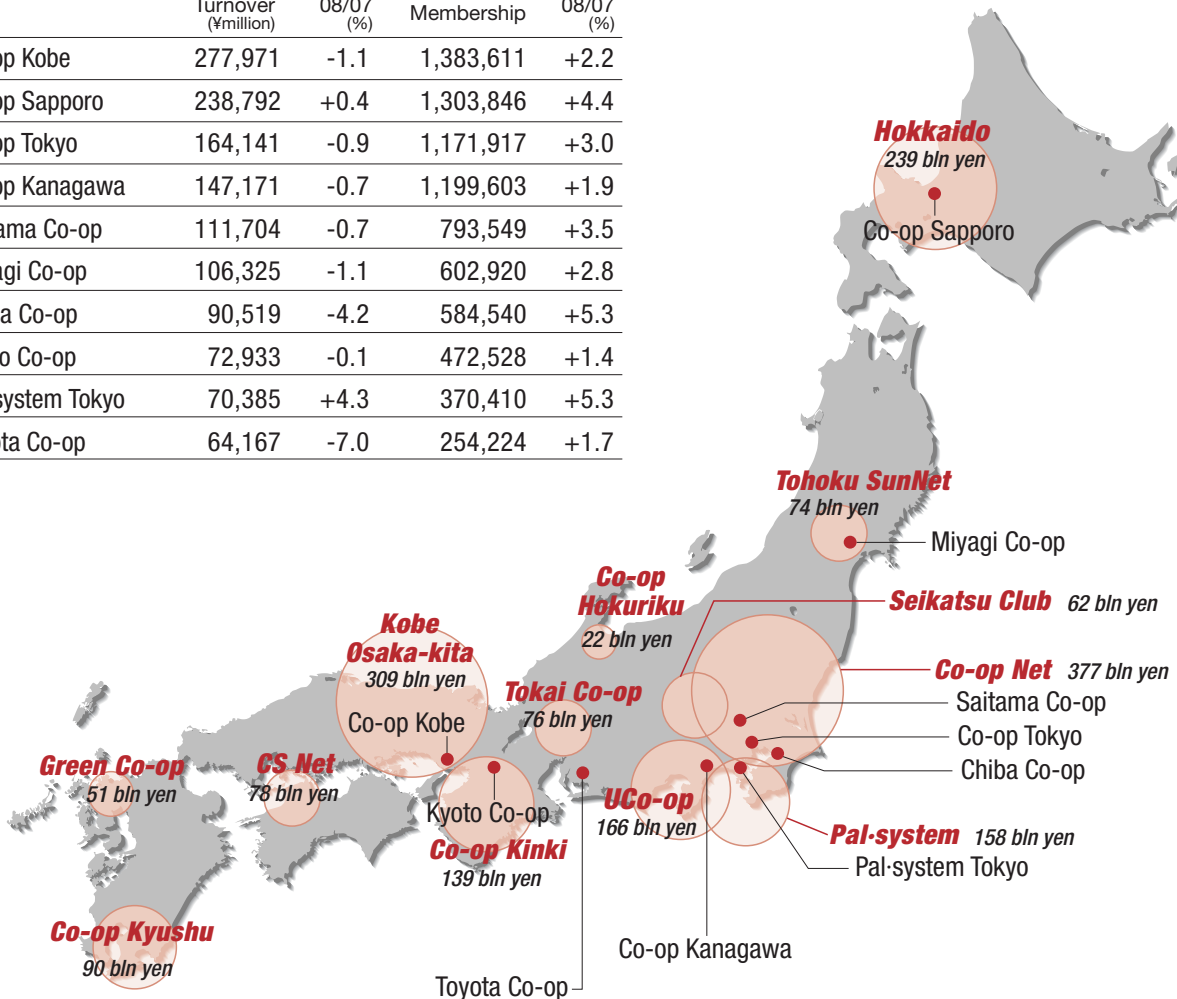 Turnover 08/07 Membership 08/07
(¥million) (%) (%)
op Kobe 277,971 -1.1 1,383,611 +2.2
op Sapporo 238,792 +0.4 1,303,846 +4.4
op Tokyo 164,141 -0.9 1,171,917 +3.0
op Kanagawa 147,171 -0.7 1,199,603 +1.9
ama Co-op 111,704 -0.7 793,549 +3.5
agi Co-op 106,325 -1.1 602,920 +2.8
a Co-op 90,519 -4.2 584,540 +5.3
o Co-op 72,933 -0.1 472,528 +1.4
system Tokyo 70,385 +4.3 370,410 +5.3
ta Co-op 64,167 -7.0 254,224 +1.7
Hokkaido
239 bln yen
Co-op Sapporo
Tohoku SunNet
74 bln yen
Miyagi Co-op
Co-op
Hokuriku
22 bln yen
Seikatsu Club 62 bln yen
Kobe
Osaka-kita
309 bln yen
Co-op Kobe
Tokai Co-op
76 bln yen
Co-op Net 377 bln yen
Saitama Co-op
Co-op Tokyo
Chiba Co-op
Green Co-op
51 bln yen
CS Net
78 bln yen
Kyoto Co-op
Co-op Kinki
139 bln yen
UCo-op
166 bln yen
Pal·system 158 bln yen
Pal·system Tokyo
Co-op Kyushu
90 bln yen
Co-op Kanagawa
Toyota Co-op